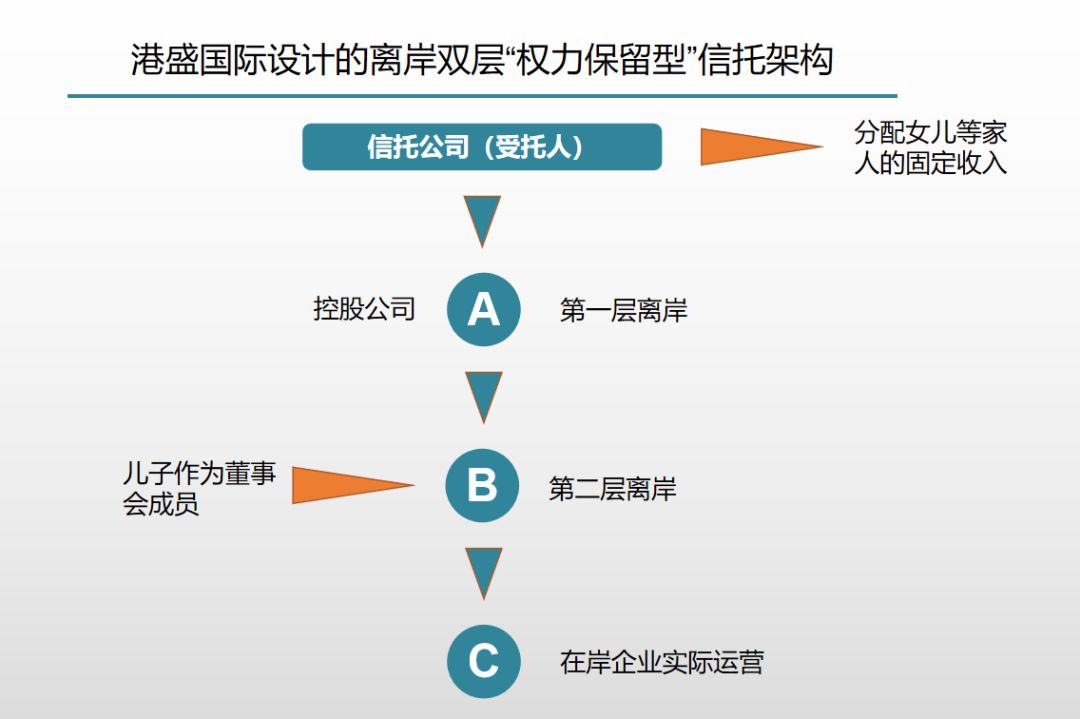 港盛国际设计的离岸双层“权力保留型”信托架构
信托公司（受托人）
分配女儿等家
人的固定收入
控股公司
A
第一层离岸
儿子作为董事
会成员
B
第二层离岸
C
在岸企业实际运营